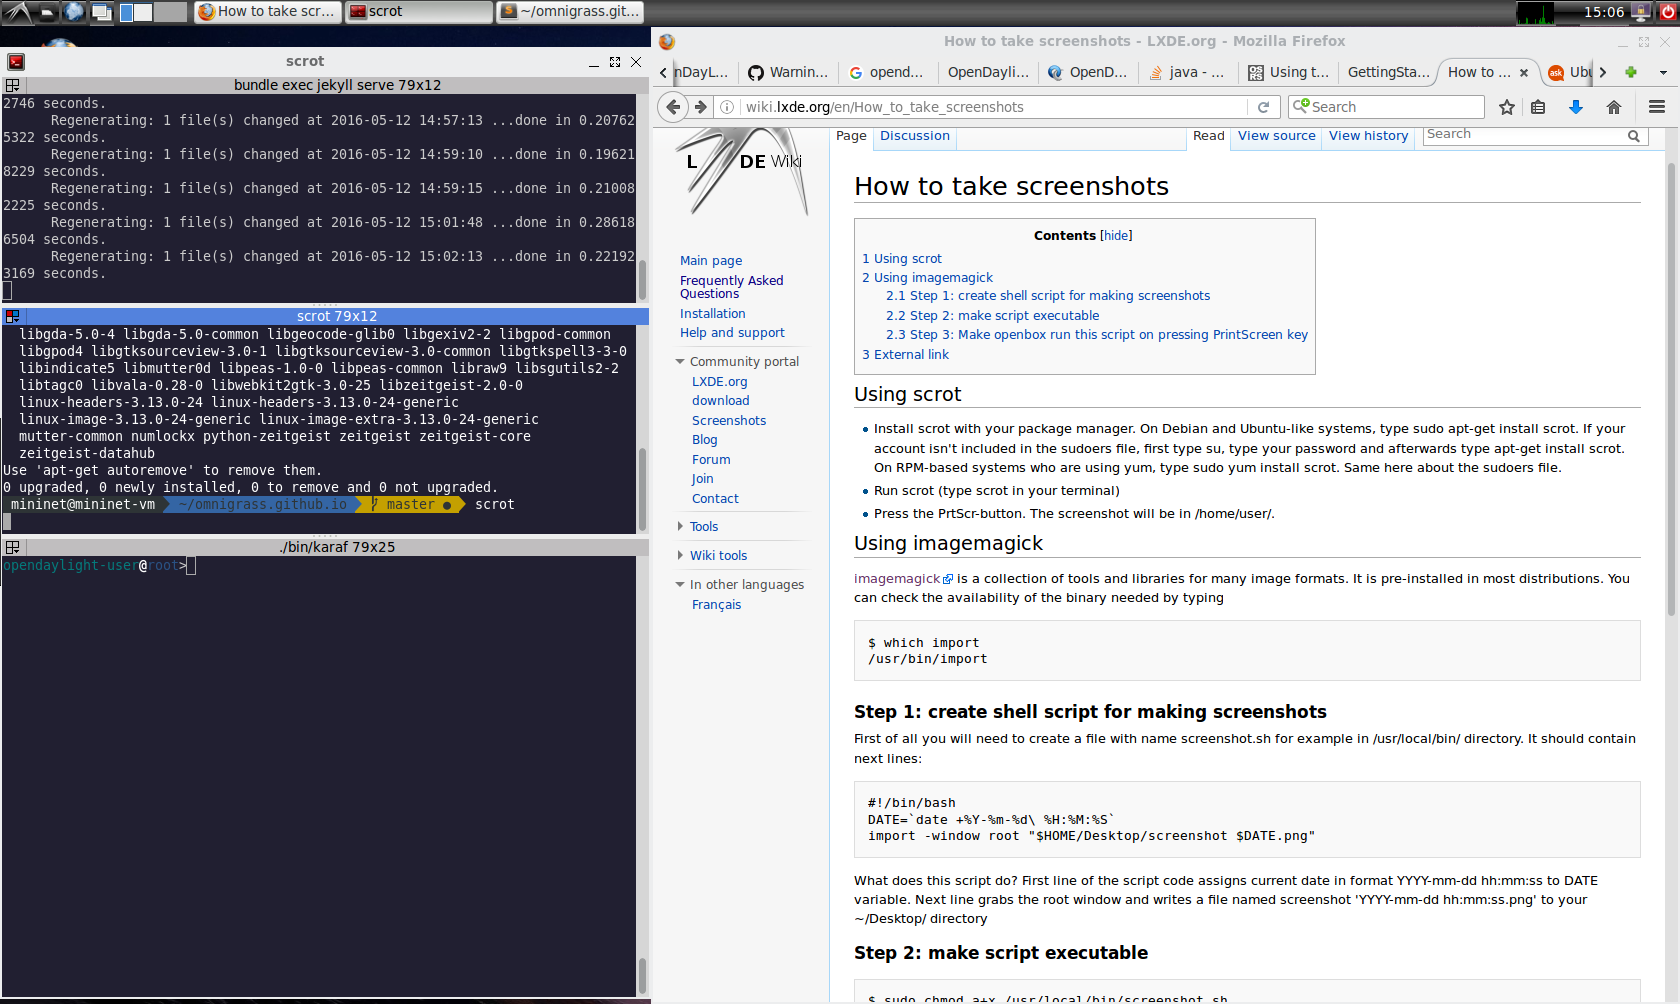 How to take scr...
scrot
~/omnigrass.git...
15:06
scrot
bundle exec jekyll serve 79x12
2746 seconds.
Regenerating: 1 file(s) changed at 2016-05-12 14:57:13 ...done in 0.20762
5322 seconds.
Regenerating: 1 file(s) changed at 2016-05-12 14:59:10 ...done in 0.19621
8229 seconds.
Regenerating: 1 file(s) changed at 2016-05-12 14:59:15 ...done in 0.21008
2225 seconds.
Regenerating: 1 file(s) changed at 2016-05-12 15:01:48 ...done in 0.28618
6504 seconds.
Regenerating: 1 file(s) changed at 2016-05-12 15:02:13 ...done in 0.22192
3169 seconds.
scrot 79x12
libgda-5.0-4 libgda-5.0-common libgeocode-glib0 libgexiv2-2 libgpod-common
libgpod4 libgtksourceview-3.0-1 libgtksourceview-3.0-common libgtkspell3-3-0
libindicate5 libmutter0d libpeas-1.0-0 libpeas-common libraw9 libsgutils2-2
libtagc0 libvala-0.28-0 libwebkit2gtk-3.0-25 libzeitgeist-2.0-0
linux-headers-3.13.0-24 linux-headers-3.13.0-24-generic
linux-image-3.13.0-24-generic linux-image-extra-3.13.0-24-generic
mutter-common numlockx python-zeitgeist zeitgeist zeitgeist-core
zeitgeist-datahub
Use 'apt-get autoremove' to remove them.
0 upgraded, 0 newly installed, 0 to remove and 0 not upgraded.
mininet@mininet-vm ~/omnigrass.github.io master ● scrot
./bin/karaf 79x25
opendaylight-user@root>
How to take screenshots - LXDE.org - Mozilla Firefox
nDayL... Warnin... opend... OpenDayli... OpenD... java - ... Using t... GettingSta... How to ... ask Ubu
wiki.lxde.org/en/How_to_take_screenshots
Search
LXDE Wiki
Main page
Frequently Asked
Questions
Installation
Help and support
Community portal
LXDE.org
download
Screenshots
Blog
Forum
Join
Contact
Tools
Wiki tools
In other languages
Français
Page Discussion Read View source View history Search
How to take screenshots
Contents [hide]
1 Using scrot
2 Using imagemagick
2.1 Step 1: create shell script for making screenshots
2.2 Step 2: make script executable
2.3 Step 3: Make openbox run this script on pressing PrintScreen key
3 External link
Using scrot
• Install scrot with your package manager. On Debian and Ubuntu-like systems, type sudo apt-get install scrot. If your
account isn't included in the sudoers file, first type su, type your password and afterwards type apt-get install scrot.
On RPM-based systems who are using yum, type sudo yum install scrot. Same here about the sudoers file.
• Run scrot (type scrot in your terminal)
• Press the PrtScr-button. The screenshot will be in /home/user/.
Using imagemagick
imagemagick is a collection of tools and libraries for many image formats. It is pre-installed in most distributions. You
can check the availability of the binary needed by typing
$ which import
/usr/bin/import
Step 1: create shell script for making screenshots
First of all you will need to create a file with name screenshot.sh for example in /usr/local/bin/ directory. It should contain
next lines:
#!/bin/bash
DATE=`date +%Y-%m-%d\ %H:%M:%S`
import -window root "$HOME/Desktop/screenshot $DATE.png"
What does this script do? First line of the script code assigns current date in format YYYY-mm-dd hh:mm:ss to DATE
variable. Next line grabs the root window and writes a file named screenshot 'YYYY-mm-dd hh:mm:ss.png' to your
~/Desktop/ directory
Step 2: make script executable
$ sudo chmod a+x /usr/local/bin/screenshot.sh